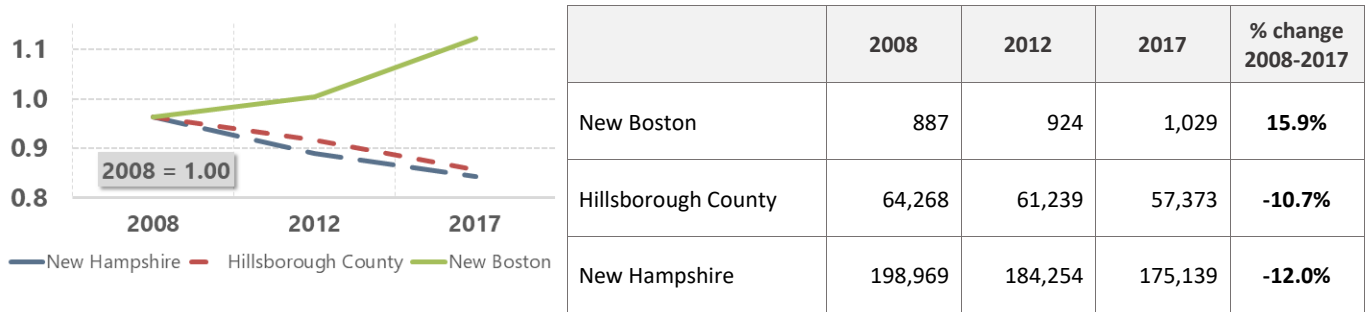 1.1
1.0
0.9
0.8
2008 = 1.00
2008 2012 2017
New Hampshire Hillsborough County New Boston
2008 2012 2017 % change
2008-2017
New Boston 887 924 1,029 15.9%
Hillsborough County 64,268 61,239 57,373 -10.7%
New Hampshire 198,969 184,254 175,139 -12.0%